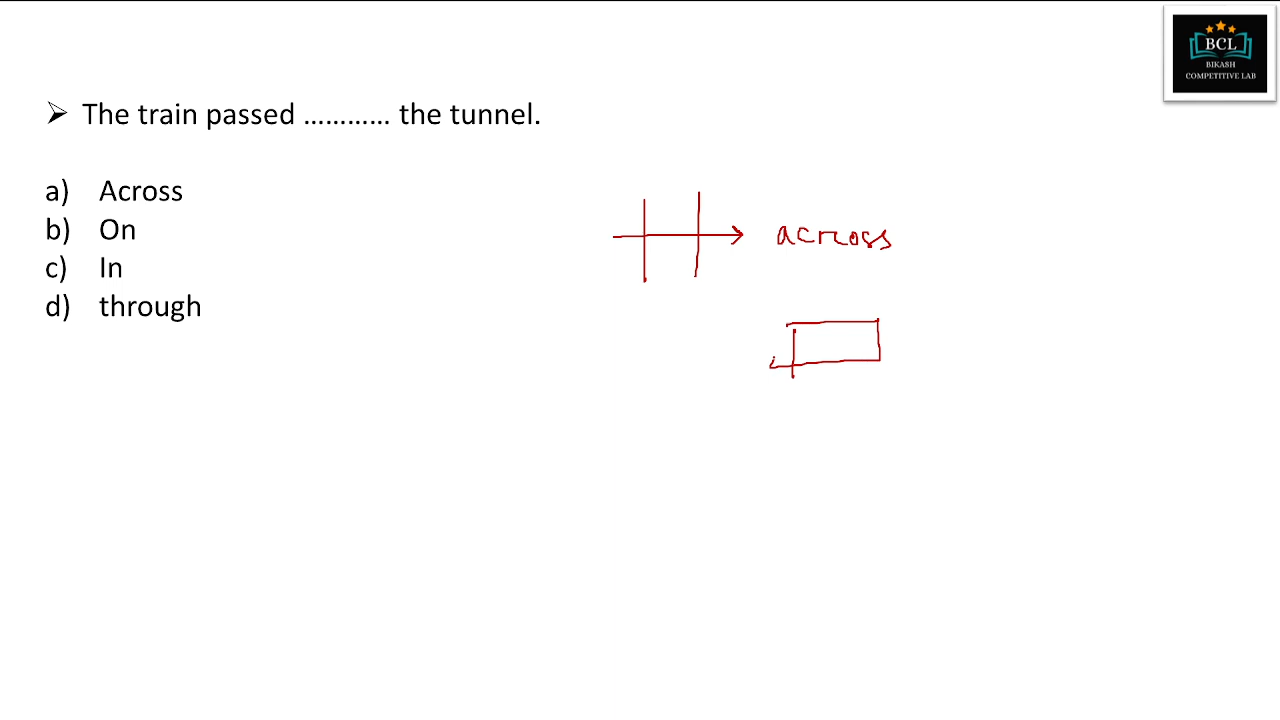 BCL
BIKASH
COMPETITIVE LAB
➢ The train passed ………… the tunnel.
a) Across
b) On
c) In
d) through
across